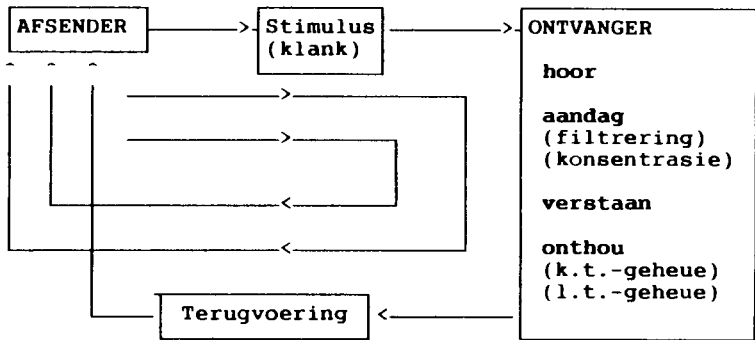 AFSENDER
Stimulus
(klank)
ONTVANGER
hoor
aandag
(filtrering)
(konsentrasie)
verstaan
onthou
(k.t.-geheue)
(l.t.-geheue)
Terugvoering